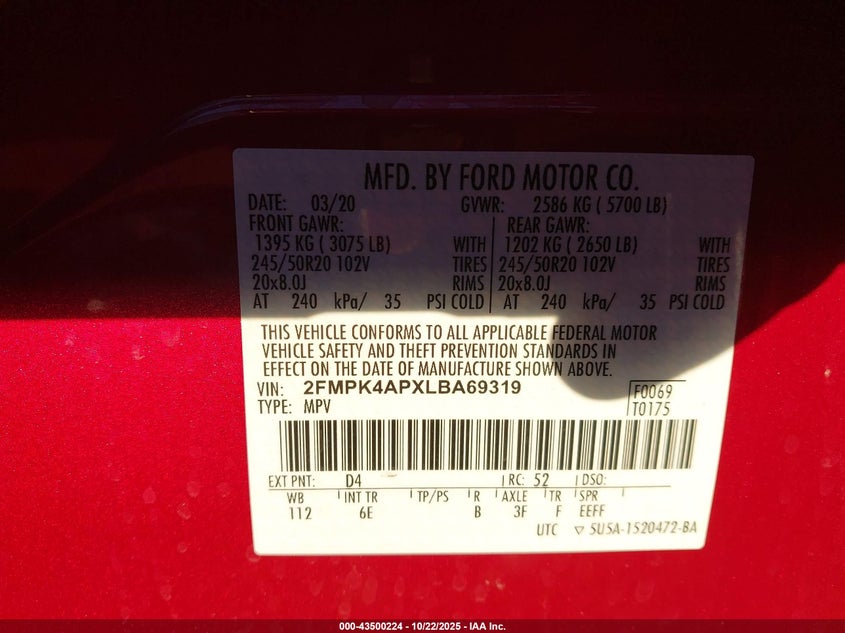 MFD. BY FORD MOTOR CO.
DATE: 03/20 GVWR: 2586 KG ( 5700 LB)
FRONT GAWR: REAR GAWR:
1395 KG ( 3075 LB) WITH 1202 KG ( 2650 LB) WITH
245/50R20 102V TIRES 245/50R20 102V TIRES
20x8.0J RIMS 20x8.0J RIMS
AT 240 kPa/ 35 PSI COLD AT 240 kPa/ 35 PSI COLD
THIS VEHICLE CONFORMS TO ALL APPLICABLE FEDERAL MOTOR
VEHICLE SAFETY AND THEFT PREVENTION STANDARDS IN
EFFECT ON THE DATE OF MANUFACTURE SHOWN ABOVE.
VIN: 2FMPK4APXLBA69319 F0069
TYPE: MPV T0175
EXT PNT: D4 RC: 52 DSO:
WB INT TR TP/PS R AXLE TR SPR
112 6E B 3F F EEFF
UTC ▽ 5U5A-1520472-BA
000-43500224 - 10/22/2025 - IAA Inc.